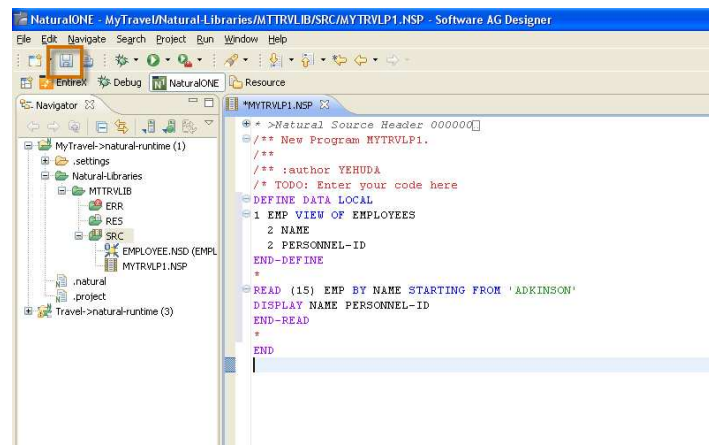 NaturalONE - MyTravel/Natural-Libraries/MTTRVLIB/SRC/MYTRVLP1.NSP - Software AG Designer
File Edit Navigate Search Project Run Window Help
EntireX Debug NaturalONE Resource
Navigator
*MYTRVLP1.NSP
MyTravel->natural-runtime (1)
.settings
Natural-Libraries
MTTRVLIB
ERR
RES
SRC
EMPLOYEE.NSD (EMPL
MYTRVLP1.NSP
.natural
.project
Travel->natural-runtime (3)
* >Natural Source Header 000000
/** New Program MYTRVLP1.
/**
/** :author YEHUDA
/* TODO: Enter your code here
DEFINE DATA LOCAL
1 EMP VIEW OF EMPLOYEES
2 NAME
2 PERSONNEL-ID
END-DEFINE
*
READ (15) EMP BY NAME STARTING FROM 'ADKINSON'
DISPLAY NAME PERSONNEL-ID
END-READ
*
END